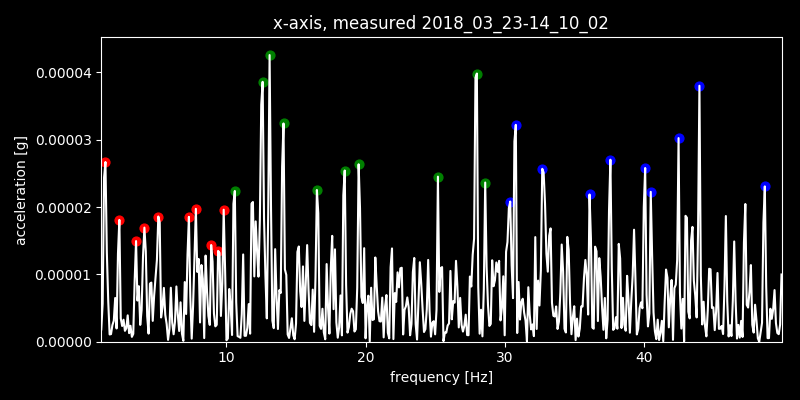 x-axis, measured 2018_03_23-14_10_02
acceleration [g]
0.00004
0.00003
0.00002
0.00001
0.00000
10 20 30 40
frequency [Hz]